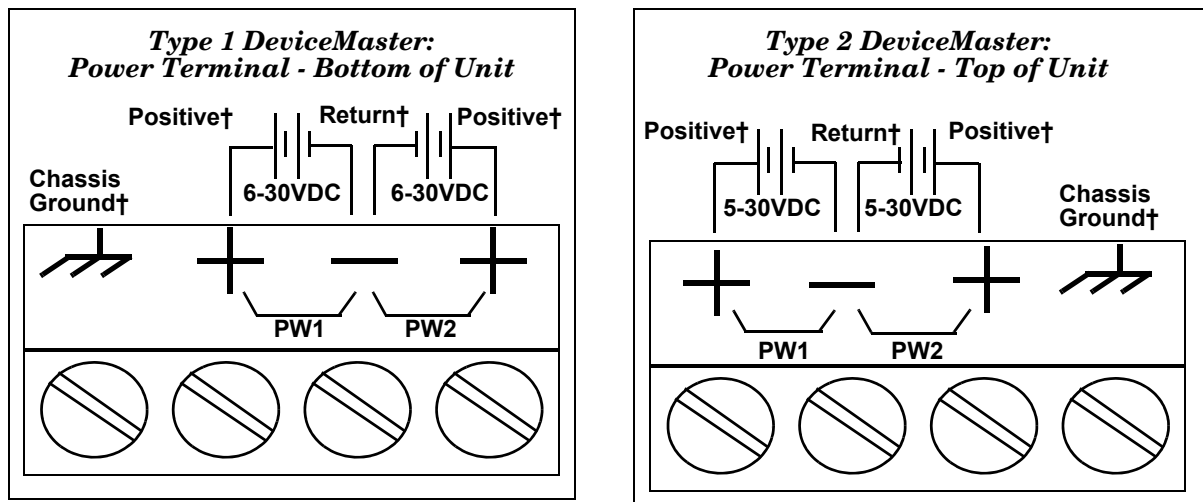 Type 1 DeviceMaster:
Power Terminal - Bottom of Unit
Positive† Return† Positive†
6-30VDC 6-30VDC
Chassis
Ground†
PW1 PW2
Type 2 DeviceMaster:
Power Terminal - Top of Unit
Positive† Return† Positive†
5-30VDC 5-30VDC
Chassis
Ground†
PW1 PW2